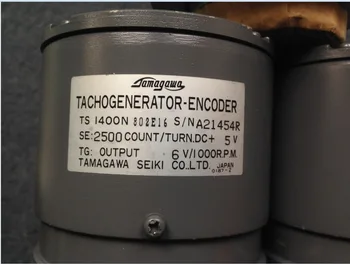 Tamagawa
TACHOGENERATOR-ENCODER
TS 1400N 802E16 S/N A21454R
SE: 2500 COUNT/TURN. DC+ 5V
TG: OUTPUT 6 V/1000R.P.M.
TAMAGAWA SEIKI CO., LTD. JAPAN